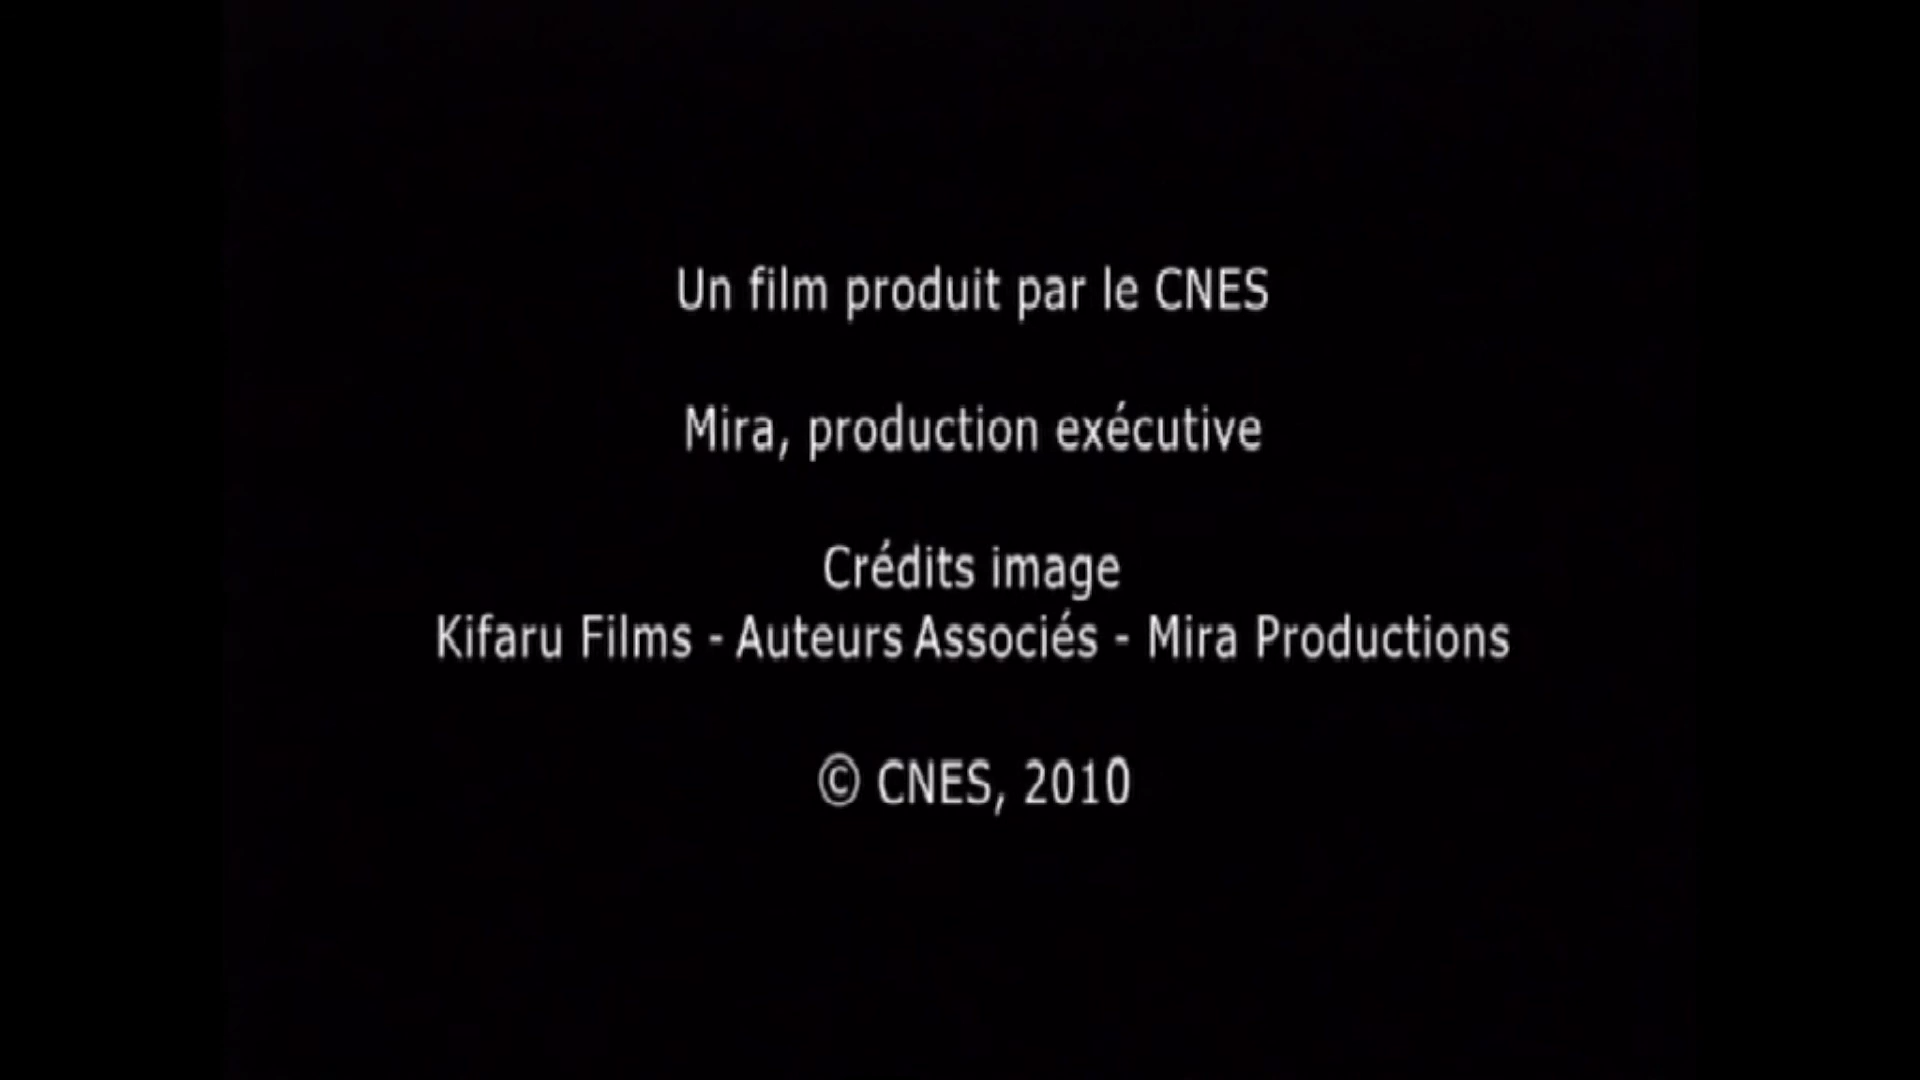 Un film produit par le CNES
Mira, production exécutive
Crédits image
Kifaru Films - Auteurs Associés - Mira Productions
© CNES, 2010